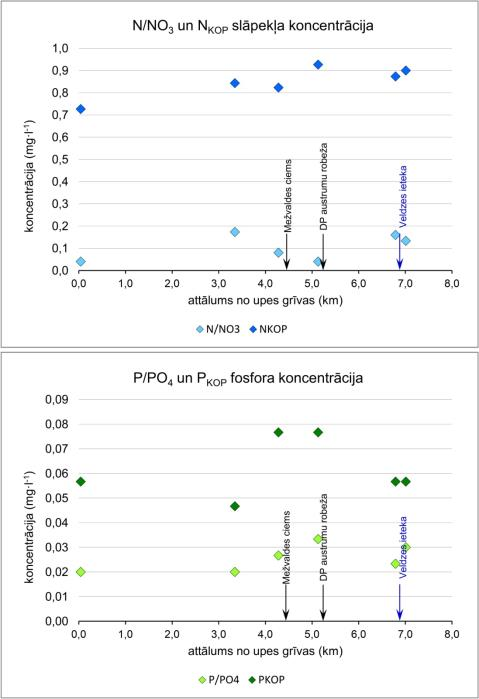 N/NO₃ un N_KOP slāpekļa koncentrācija
koncentrācija (mg·l⁻¹)
1,0
0,9
0,8
0,7
0,6
0,5
0,4
0,3
0,2
0,1
0,0
Mežvaldes ciems
DP austrumu robeža
Veldzes ieteka
0,0 1,0 2,0 3,0 4,0 5,0 6,0 7,0 8,0
attālums no upes grīvas (km)
N/NO3 NKOP
P/PO₄ un P_KOP fosfora koncentrācija
koncentrācija (mg·l⁻¹)
0,09
0,08
0,07
0,06
0,05
0,04
0,03
0,02
0,01
0,00
Mežvaldes ciems
DP austrumu robeža
Veldzes ieteka
0,0 1,0 2,0 3,0 4,0 5,0 6,0 7,0 8,0
attālums no upes grīvas (km)
P/PO4 PKOP